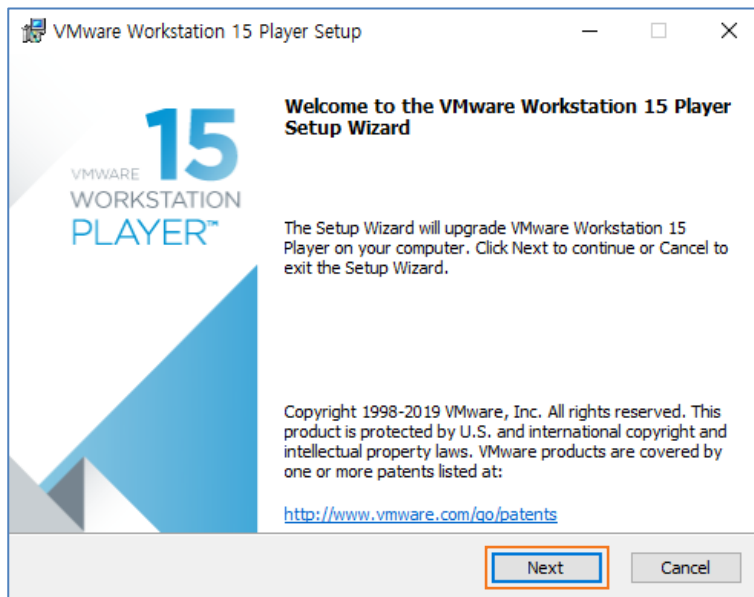 VMware Workstation 15 Player Setup
15
VMWARE
WORKSTATION
PLAYER™
Welcome to the VMware Workstation 15 Player
Setup Wizard
The Setup Wizard will upgrade VMware Workstation 15
Player on your computer. Click Next to continue or Cancel to
exit the Setup Wizard.
Copyright 1998-2019 VMware, Inc. All rights reserved. This
product is protected by U.S. and international copyright and
intellectual property laws. VMware products are covered by
one or more patents listed at:
http://www.vmware.com/go/patents
Next
Cancel